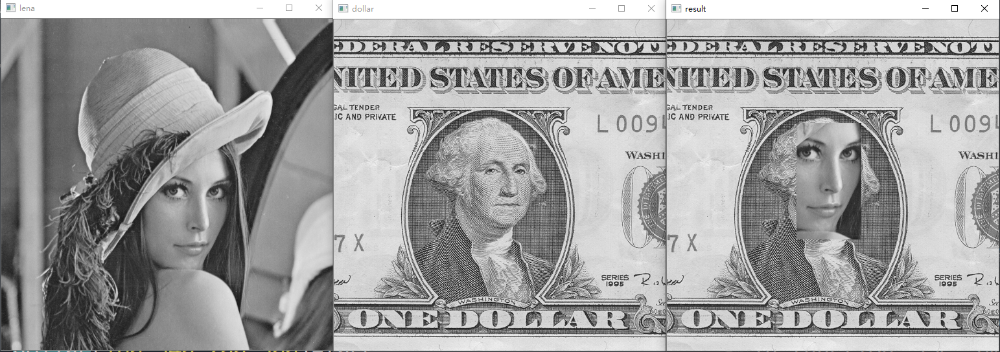 lena
dollar
EDERAL RESERVE NOT
NITED STATES OF AME
GAL TENDER
IC AND PRIVATE
L 009
WASHI
7 X
SERIES
1995
WASHINGTON
ONE DOLLAR
result
EDERAL RESERVE NOT
NITED STATES OF AME
GAL TENDER
IC AND PRIVATE
L 009
WASHI
7 X
SERIES
1995
WASHINGTON
ONE DOLLAR